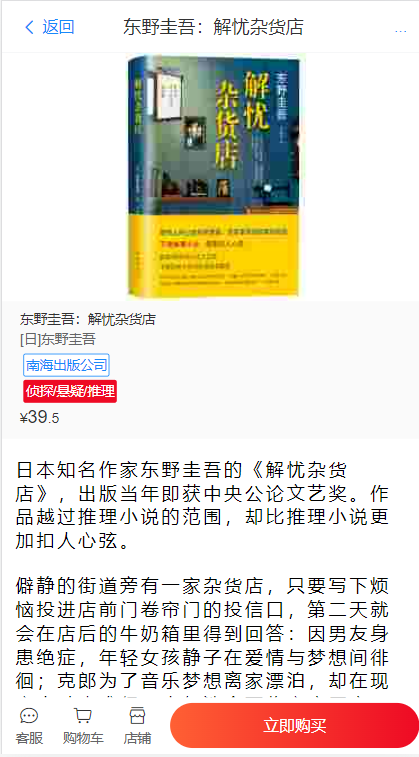 返回
东野圭吾：解忧杂货店
...
东野圭吾
解忧
杂货店
解忧杂货店
东野圭吾：解忧杂货店
[日]东野圭吾
南海出版公司
侦探/悬疑/推理
¥39.5
日本知名作家东野圭吾的《解忧杂货
店》，出版当年即获中央公论文艺奖。作
品越过推理小说的范围，却比推理小说更
加扣人心弦。
僻静的街道旁有一家杂货店，只要写下烦
恼投进店前门卷帘门的投信口，第二天就
会在店后的牛奶箱里得到回答：因男友身
患绝症，年轻女孩静子在爱情与梦想间徘
徊；克郎为了音乐梦想离家漂泊，却在现
客服
购物车
店铺
立即购买